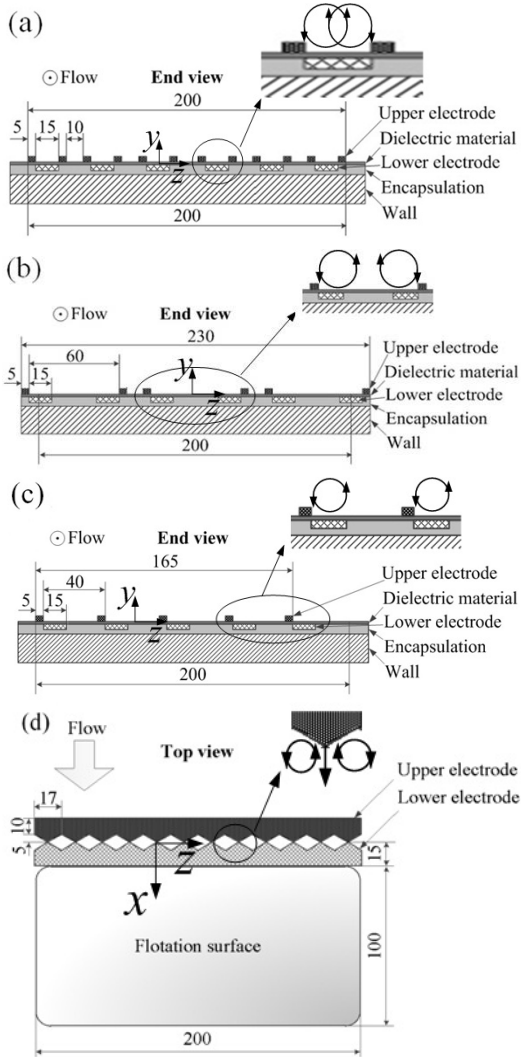 (a)
⊙ Flow
End view
200
5
15
10
y
z
Upper electrode
Dielectric material
Lower electrode
Encapsulation
Wall
200
(b)
⊙ Flow
End view
230
60
5
15
y
z
Upper electrode
Dielectric material
Lower electrode
Encapsulation
Wall
200
(c)
⊙ Flow
End view
165
40
5
15
y
z
Upper electrode
Dielectric material
Lower electrode
Encapsulation
Wall
200
(d)
Flow
Top view
17
Upper electrode
Lower electrode
10
5
15
z
x
Flotation surface
100
200